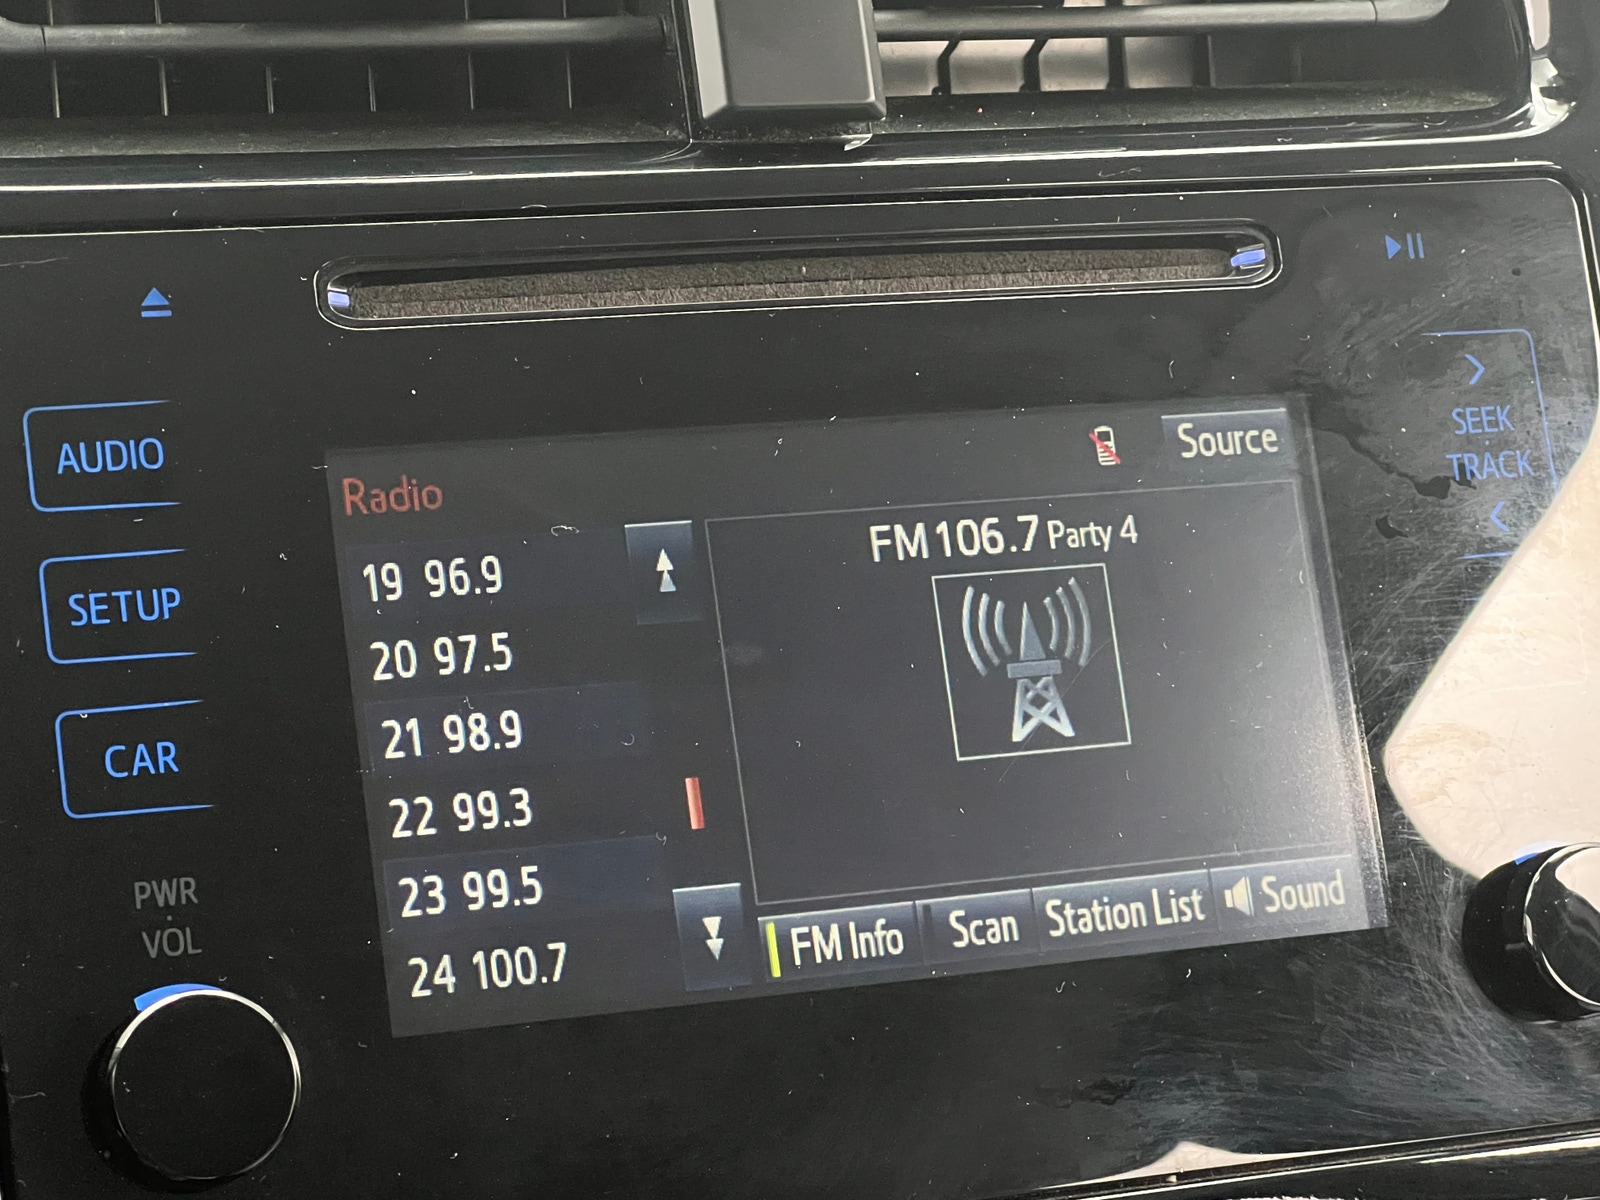 AUDIO
SETUP
CAR
PWR
VOL
SEEK
TRACK
Source
Radio
19 96.9
20 97.5
21 98.9
22 99.3
23 99.5
24 100.7
FM 106.7 Party 4
FM Info
Scan
Station List
Sound